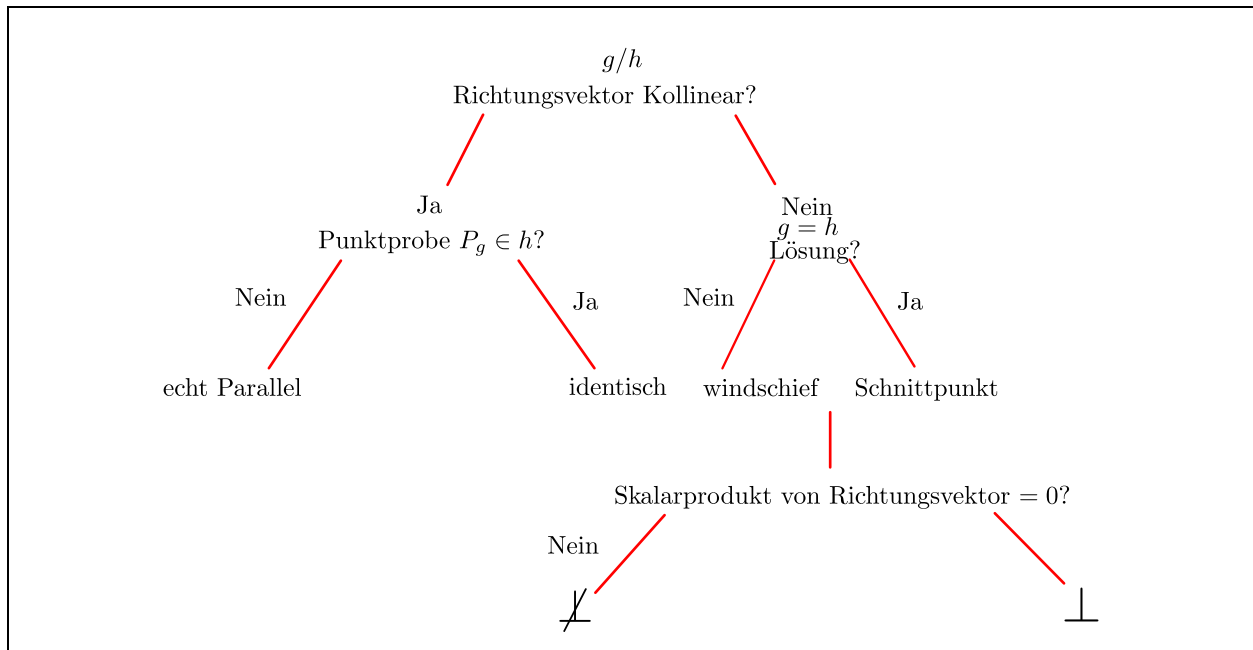 g/h
Richtungsvektor Kollinear?
Ja
Punktprobe P_g ∈ h?
Nein
g = h
Lösung?
Nein
Ja
Nein
Ja
echt Parallel
identisch
windschief
Schnittpunkt
Skalarprodukt von Richtungsvektor = 0?
Nein
⊥̸
⊥